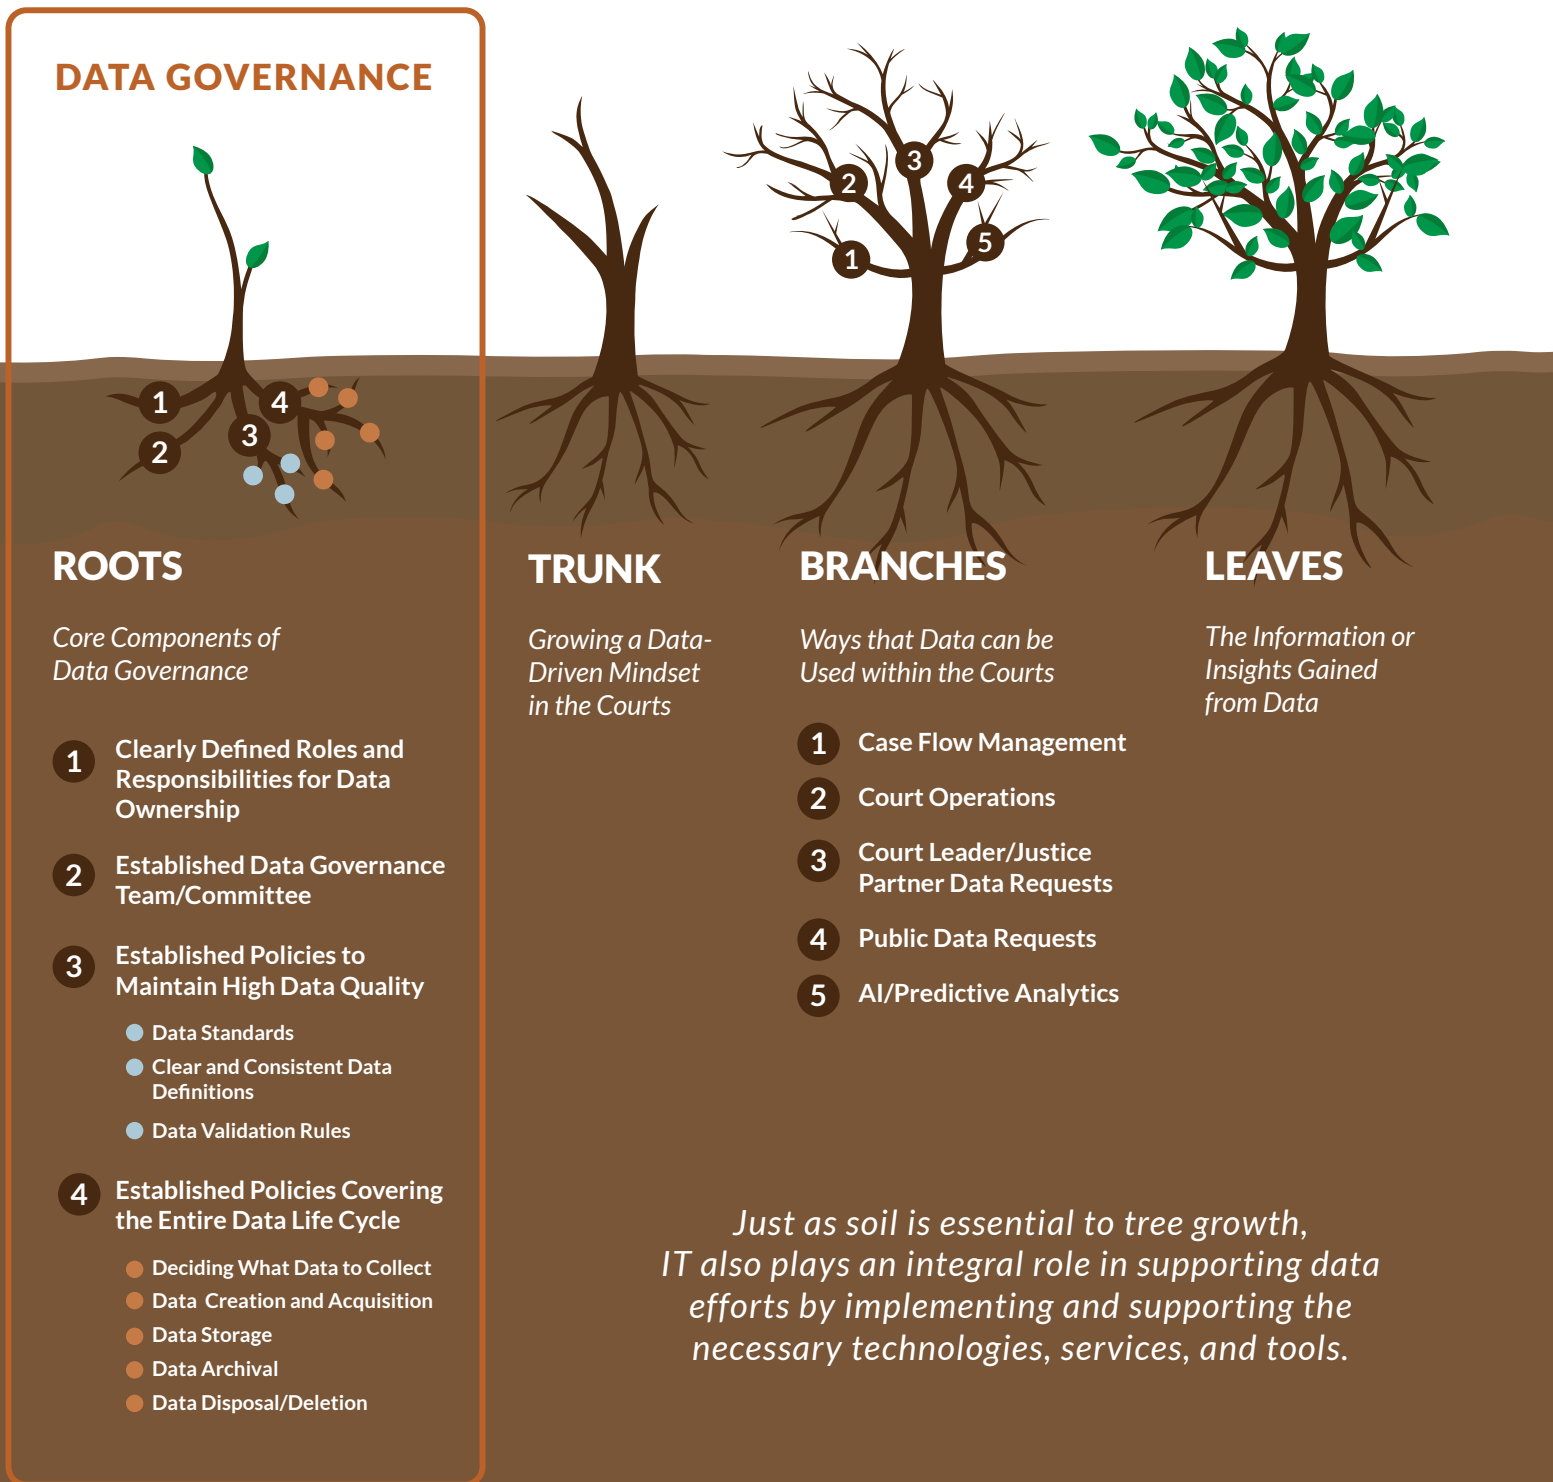 DATA GOVERNANCE
1
2
3
4
ROOTS
Core Components of
Data Governance
1
Clearly Defined Roles and
Responsibilities for Data
Ownership
2
Established Data Governance
Team/Committee
3
Established Policies to
Maintain High Data Quality
Data Standards
Clear and Consistent Data
Definitions
Data Validation Rules
4
Established Policies Covering
the Entire Data Life Cycle
Deciding What Data to Collect
Data Creation and Acquisition
Data Storage
Data Archival
Data Disposal/Deletion
TRUNK
Growing a Data-
Driven Mindset
in the Courts
1
2
3
4
5
BRANCHES
Ways that Data can be
Used within the Courts
1
Case Flow Management
2
Court Operations
3
Court Leader/Justice
Partner Data Requests
4
Public Data Requests
5
AI/Predictive Analytics
LEAVES
The Information or
Insights Gained
from Data
Just as soil is essential to tree growth,
IT also plays an integral role in supporting data
efforts by implementing and supporting the
necessary technologies, services, and tools.